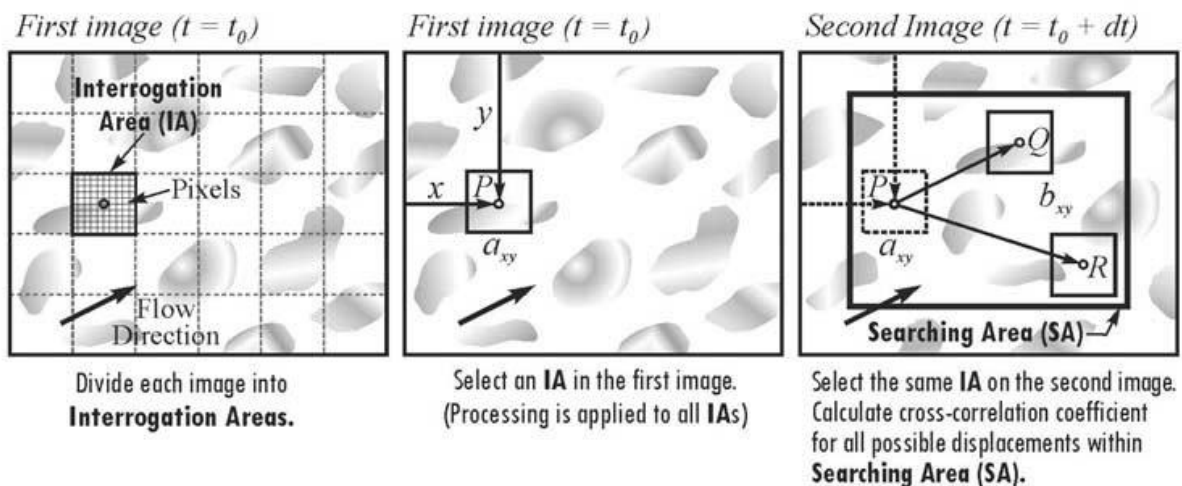 First image (t = t₀)
Interrogation
Area (IA)
Pixels
Flow
Direction
Divide each image into
Interrogation Areas.
First image (t = t₀)
y
x
P
aₓᵧ
Select an IA in the first image.
(Processing is applied to all IAs)
Second Image (t = t₀ + dt)
Q
P
bₓᵧ
aₓᵧ
R
Searching Area (SA)
Select the same IA on the second image.
Calculate cross-correlation coefficient
for all possible displacements within
Searching Area (SA).